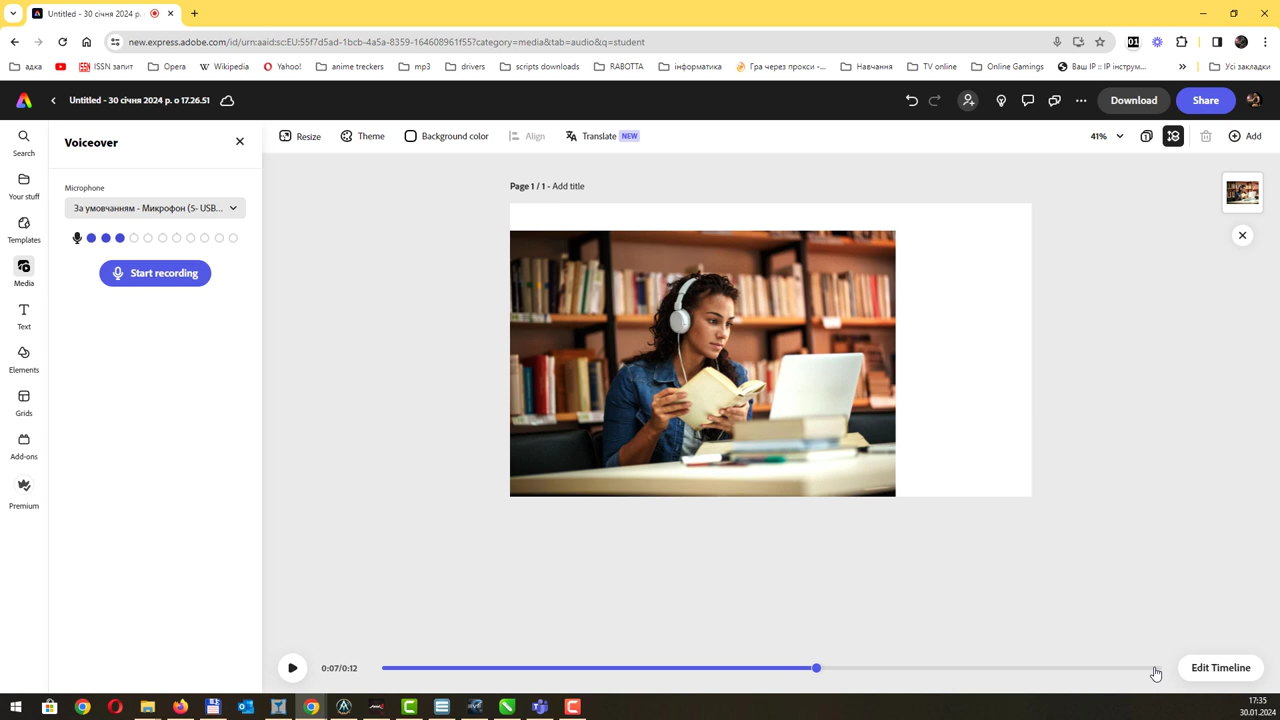 Untitled - 30 січня 2024 р.
new.express.adobe.com/id/urn:aaid:sc:EU:55f7d5ad-1bcb-4a5a-8359-164608961f55?category=media&tab=audio&q=student
адка
ISSN запит
Opera
Wikipedia
Yahoo!
anime treckers
mp3
drivers
scripts downloads
RABOTTA
інформатика
Гра через прокси -...
Навчання
TV online
Online Gamings
Ваш IP :: IP інструм...
»
Усі закладки
Untitled - 30 січня 2024 р. о 17.26.51
Download
Share
Search
Your stuff
Templates
Media
Text
Elements
Grids
Add-ons
Premium
Voiceover
Microphone
За умовчанням - Микрофон (5- USB...
Start recording
Resize
Theme
Background color
Align
Translate NEW
41%
Add
Page 1 / 1 - Add title
0:07/0:12
Edit Timeline
17:35
30.01.2024